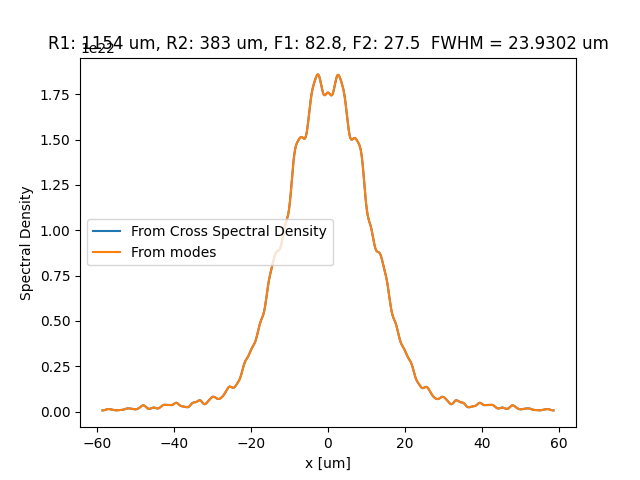 R1: 1154 um, R2: 383 um, F1: 82.8, F2: 27.5  FWHM = 23.9302 um
1e22
1.75
1.50
1.25
1.00
0.75
0.50
0.25
0.00
Spectral Density
From Cross Spectral Density
From modes
−60 −40 −20 0 20 40 60
x [um]